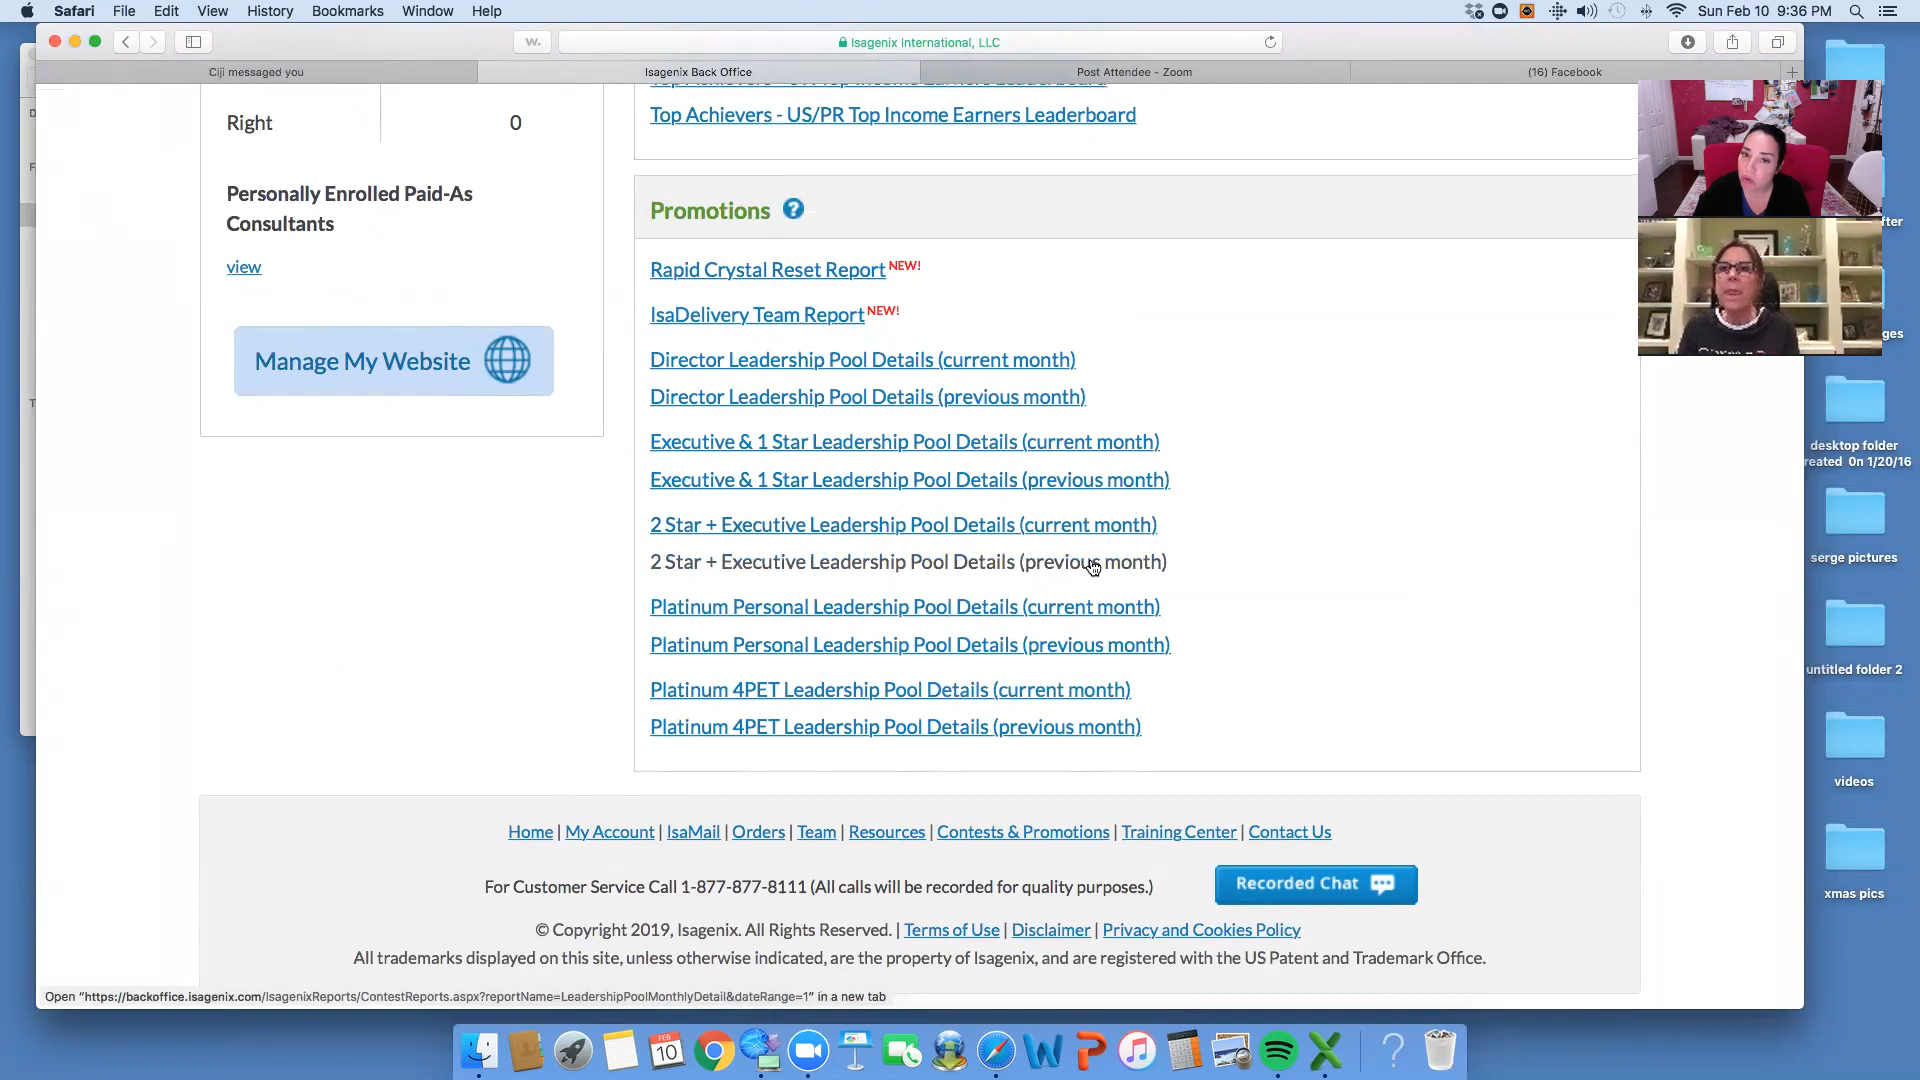 Safari File Edit View History Bookmarks Window Help
Sun Feb 10 9:36 PM
w.
Isagenix International, LLC
Ciji messaged you
Isagenix Back Office
Post Attendee - Zoom
(16) Facebook
Right 0
Top Achievers - US/PR Top Income Earners Leaderboard
Personally Enrolled Paid-As
Consultants
view
Manage My Website
Promotions ?
Rapid Crystal Reset Report NEW!
IsaDelivery Team Report NEW!
Director Leadership Pool Details (current month)
Director Leadership Pool Details (previous month)
Executive & 1 Star Leadership Pool Details (current month)
Executive & 1 Star Leadership Pool Details (previous month)
2 Star + Executive Leadership Pool Details (current month)
2 Star + Executive Leadership Pool Details (previous month)
Platinum Personal Leadership Pool Details (current month)
Platinum Personal Leadership Pool Details (previous month)
Platinum 4PET Leadership Pool Details (current month)
Platinum 4PET Leadership Pool Details (previous month)
Home | My Account | IsaMail | Orders | Team | Resources | Contests & Promotions | Training Center | Contact Us
For Customer Service Call 1-877-877-8111 (All calls will be recorded for quality purposes.)
Recorded Chat
© Copyright 2019, Isagenix. All Rights Reserved. | Terms of Use | Disclaimer | Privacy and Cookies Policy
All trademarks displayed on this site, unless otherwise indicated, are the property of Isagenix, and are registered with the US Patent and Trademark Office.
Open “https://backoffice.isagenix.com/IsagenixReports/ContestReports.aspx?reportName=LeadershipPoolMonthlyDetail&dateRange=1” in a new tab
fter
ges
desktop folder
reated 0n 1/20/16
serge pictures
untitled folder 2
videos
xmas pics
FEB
10